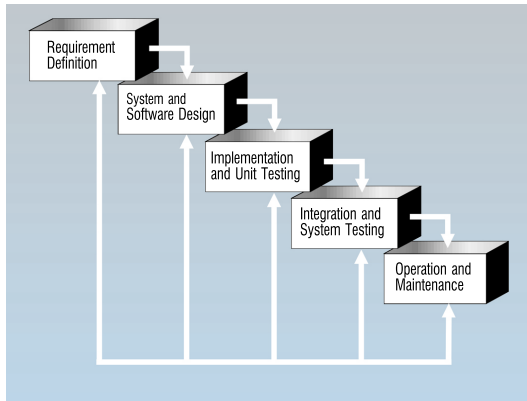 Requirement
Definition
System and
Software Design
Implementation
and Unit Testing
Integration and
System Testing
Operation and
Maintenance